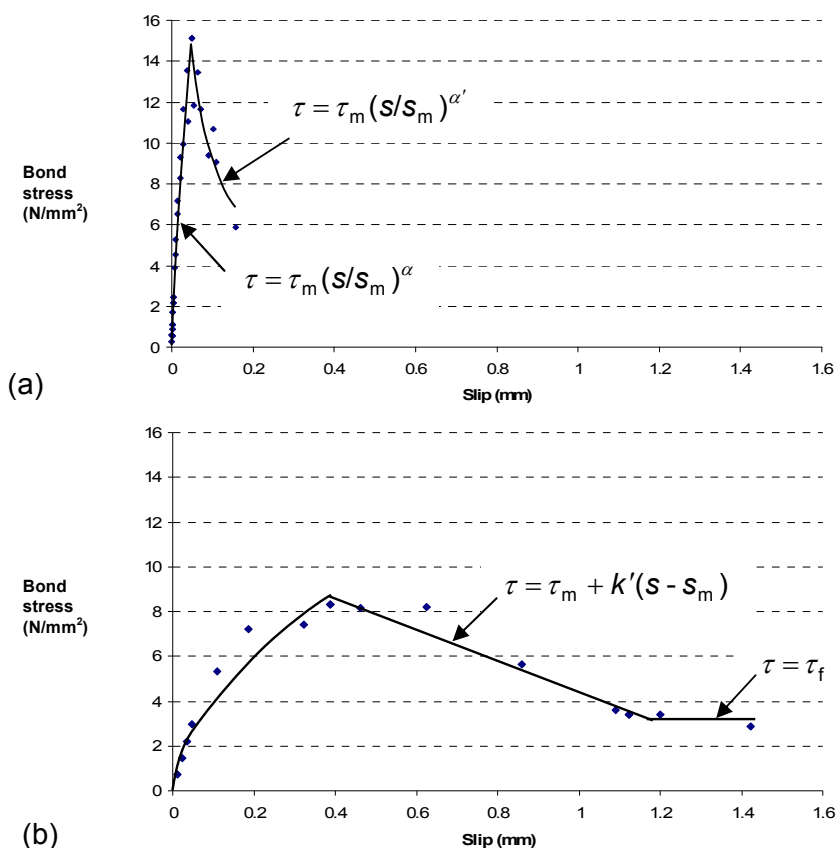 16
14
12
10
8
6
4
2
0
Bond
stress
(N/mm²)
τ = τm(s/sm)α′
τ = τm(s/sm)α
0 0.2 0.4 0.6 0.8 1 1.2 1.4 1.6
Slip (mm)
(a)
16
14
12
10
8
6
4
2
0
Bond
stress
(N/mm²)
τ = τm + k′(s - sm)
τ = τf
0 0.2 0.4 0.6 0.8 1 1.2 1.4 1.6
Slip (mm)
(b)